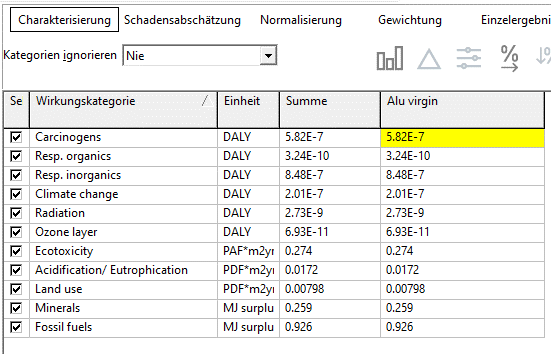 Charakterisierung Schadensabschätzung Normalisierung Gewichtung Einzelergebni
Kategorien ignorieren Nie
Se Wirkungskategorie Einheit Summe Alu virgin
Carcinogens DALY 5.82E-7 5.82E-7
Resp. organics DALY 3.24E-10 3.24E-10
Resp. inorganics DALY 8.48E-7 8.48E-7
Climate change DALY 2.01E-7 2.01E-7
Radiation DALY 2.73E-9 2.73E-9
Ozone layer DALY 6.93E-11 6.93E-11
Ecotoxicity PAF*m2yr 0.274 0.274
Acidification/ Eutrophication PDF*m2yr 0.0172 0.0172
Land use PDF*m2yr 0.00798 0.00798
Minerals MJ surplu 0.259 0.259
Fossil fuels MJ surplu 0.926 0.926